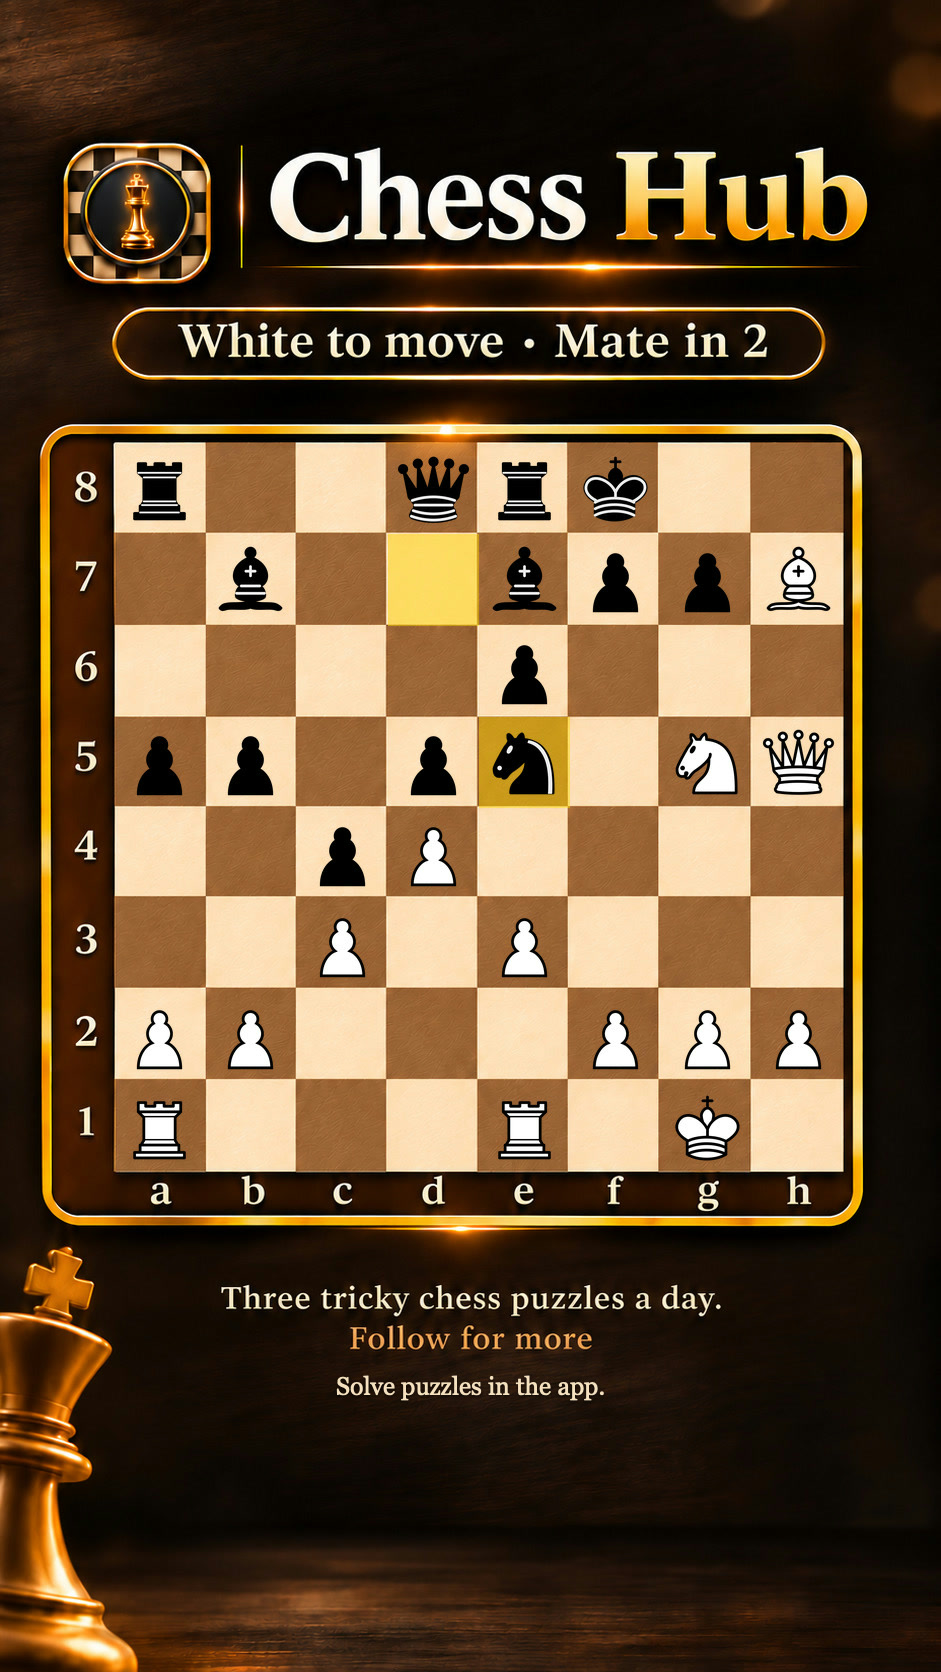 Chess Hub
White to move · Mate in 2
8
7
6
5
4
3
2
1
a b c d e f g h
Three tricky chess puzzles a day.
Follow for more
Solve puzzles in the app.